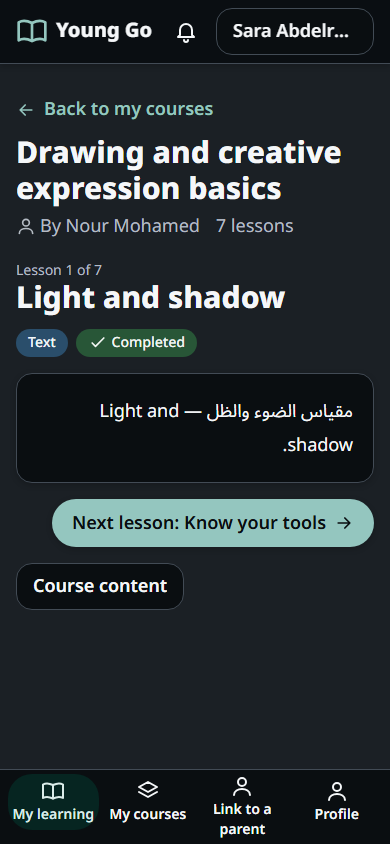 Young Go
Sara Abdelr...
Back to my courses
Drawing and creative
expression basics
By Nour Mohamed 7 lessons
Lesson 1 of 7
Light and shadow
Text
Completed
مقياس الضوء والظل — Light and
shadow.
Next lesson: Know your tools
Course content
My learning
My courses
Link to a
parent
Profile